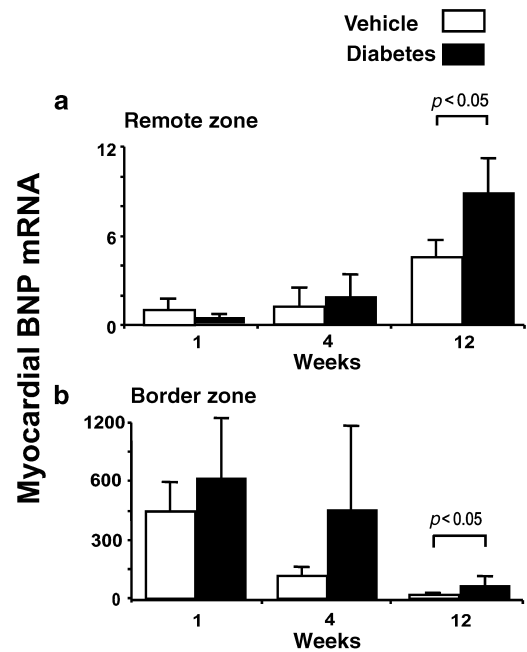 Vehicle
Diabetes
a
Remote zone
p<0.05
Myocardial BNP mRNA
12
6
0
1
4
12
Weeks
b
Border zone
1200
600
300
0
p<0.05
1
4
12
Weeks